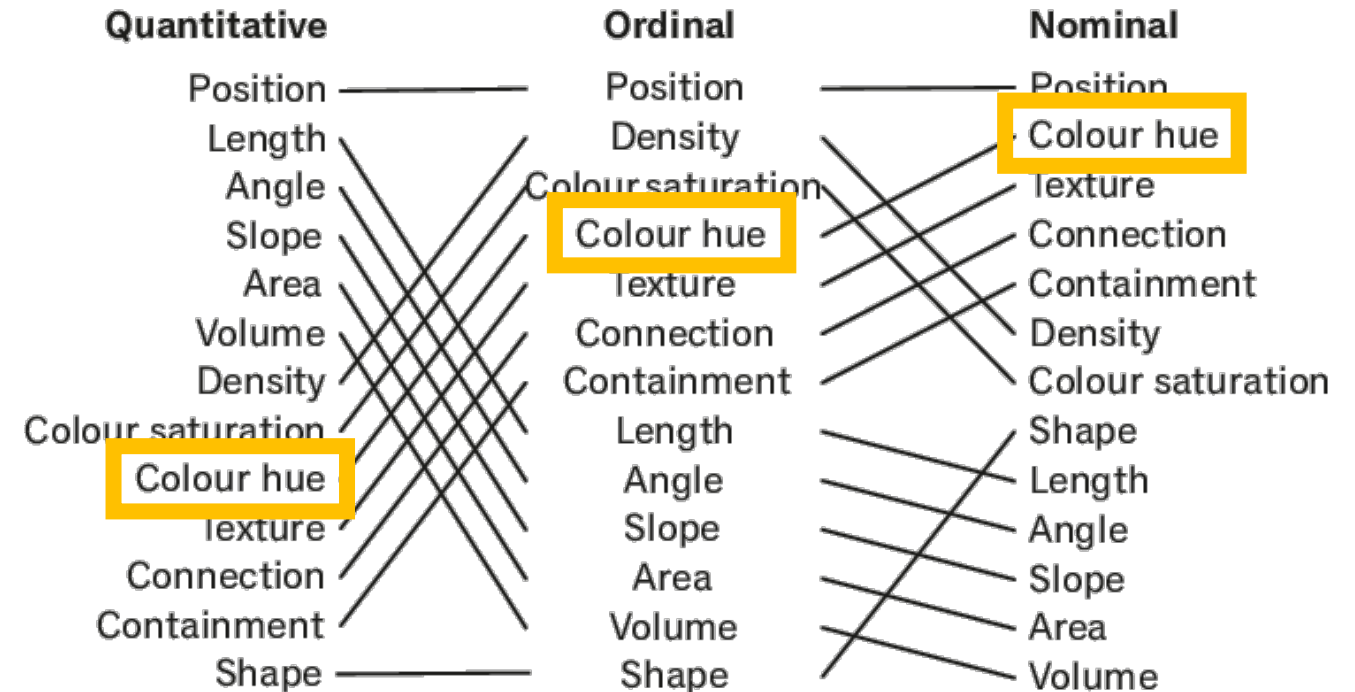 Quantitative Ordinal Nominal
Position Position Position
Length Density Colour hue
Angle Colour saturation Texture
Slope Colour hue Connection
Area Texture Containment
Volume Connection Density
Density Containment Colour saturation
Colour saturation Length Shape
Colour hue Angle Length
Texture Slope Angle
Connection Area Slope
Containment Volume Area
Shape Shape Volume